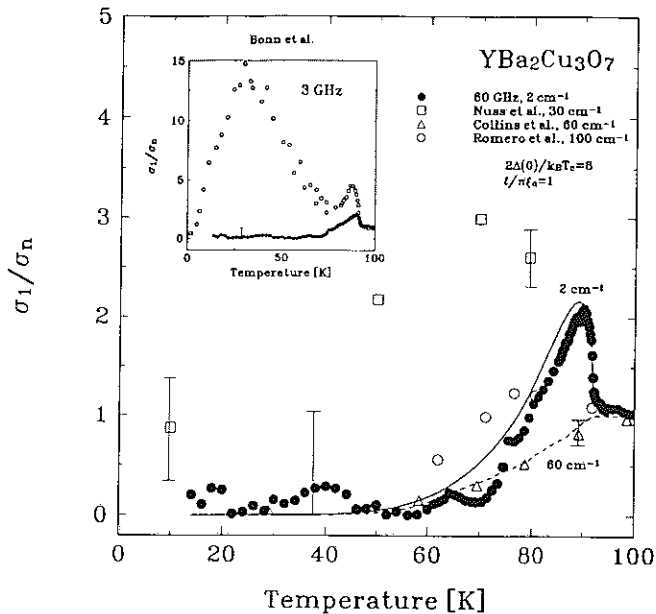 Bonn et al.
3 GHz
σ₁/σₙ
15
10
5
0
0
50
100
Temperature [K]
YBa₂Cu₃O₇
60 GHz, 2 cm⁻¹
Nuss et al., 30 cm⁻¹
Collins et al., 60 cm⁻¹
Romero et al., 100 cm⁻¹
2Δ(0)/k_BT_c=8
ℓ/πξ₀=1
2 cm⁻¹
60 cm⁻¹
σ₁/σₙ
5
4
3
2
1
0
0
20
40
60
80
100
Temperature [K]